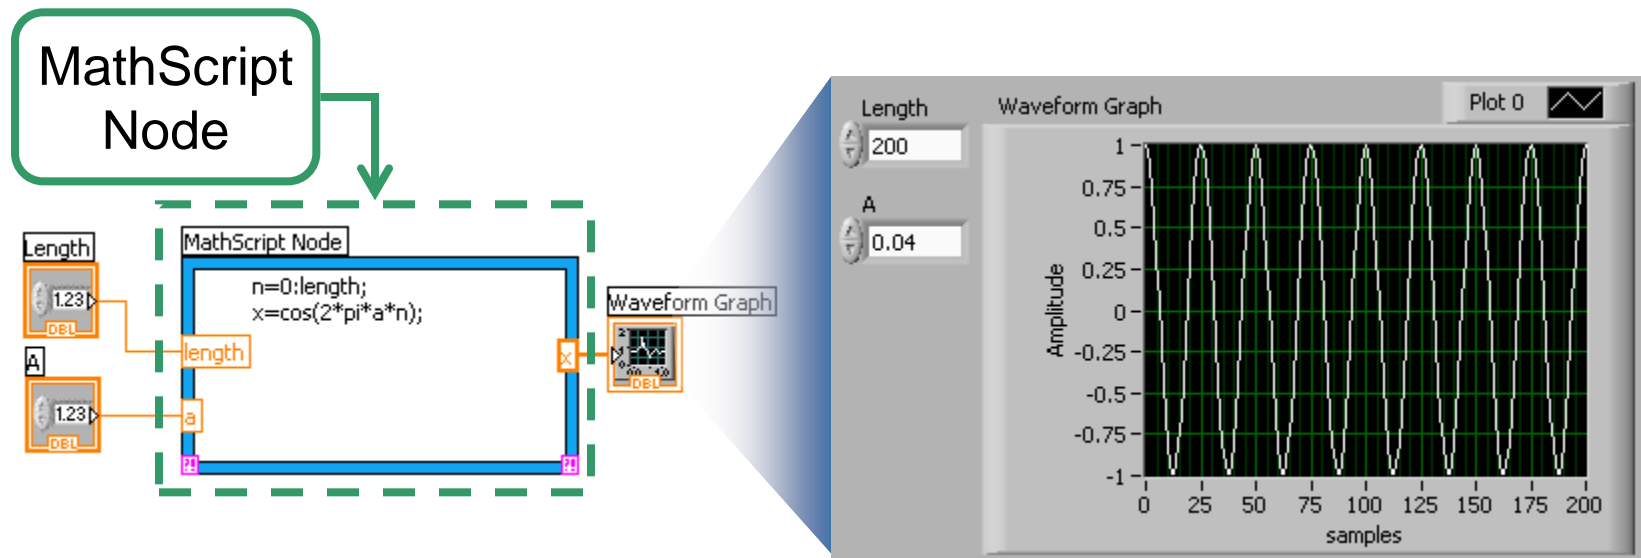 MathScript
Node
Length
1.23
DBL
A
1.23
DBL
MathScript Node
n=0:length;
x=cos(2*pi*a*n);
length
a
x
?!
?!
Waveform Graph
DBL
Length
200
A
0.04
Waveform Graph
Plot 0
Amplitude
1
0.75
0.5
0.25
0
-0.25
-0.5
-0.75
-1
0 25 50 75 100 125 150 175 200
samples